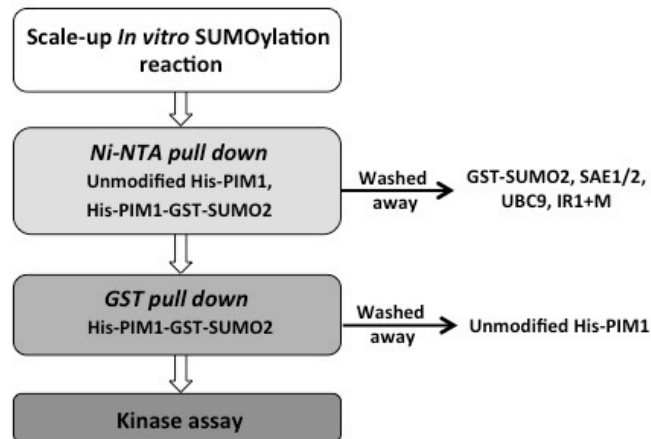 Scale-up In vitro SUMOylation
reaction
Ni-NTA pull down
Unmodified His-PIM1,
His-PIM1-GST-SUMO2
Washed
away
GST-SUMO2, SAE1/2,
UBC9, IR1+M
GST pull down
His-PIM1-GST-SUMO2
Washed
away
Unmodified His-PIM1
Kinase assay